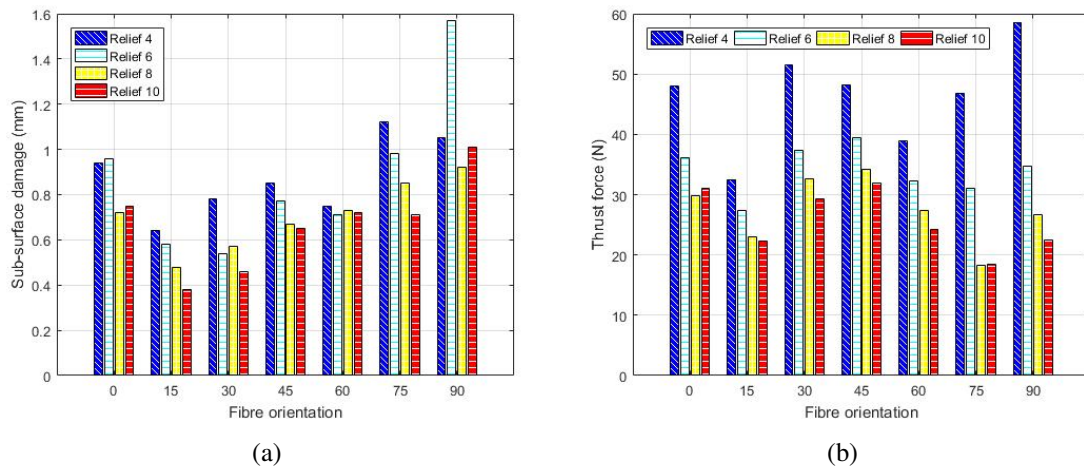 1.6
1.4
1.2
1
0.8
0.6
0.4
0.2
0
Sub-surface damage (mm)
Relief 4
Relief 6
Relief 8
Relief 10
0 15 30 45 60 75 90
Fibre orientation
(a)
60
50
40
30
20
10
0
Thrust force (N)
Relief 4 Relief 6 Relief 8 Relief 10
0 15 30 45 60 75 90
Fibre orientation
(b)